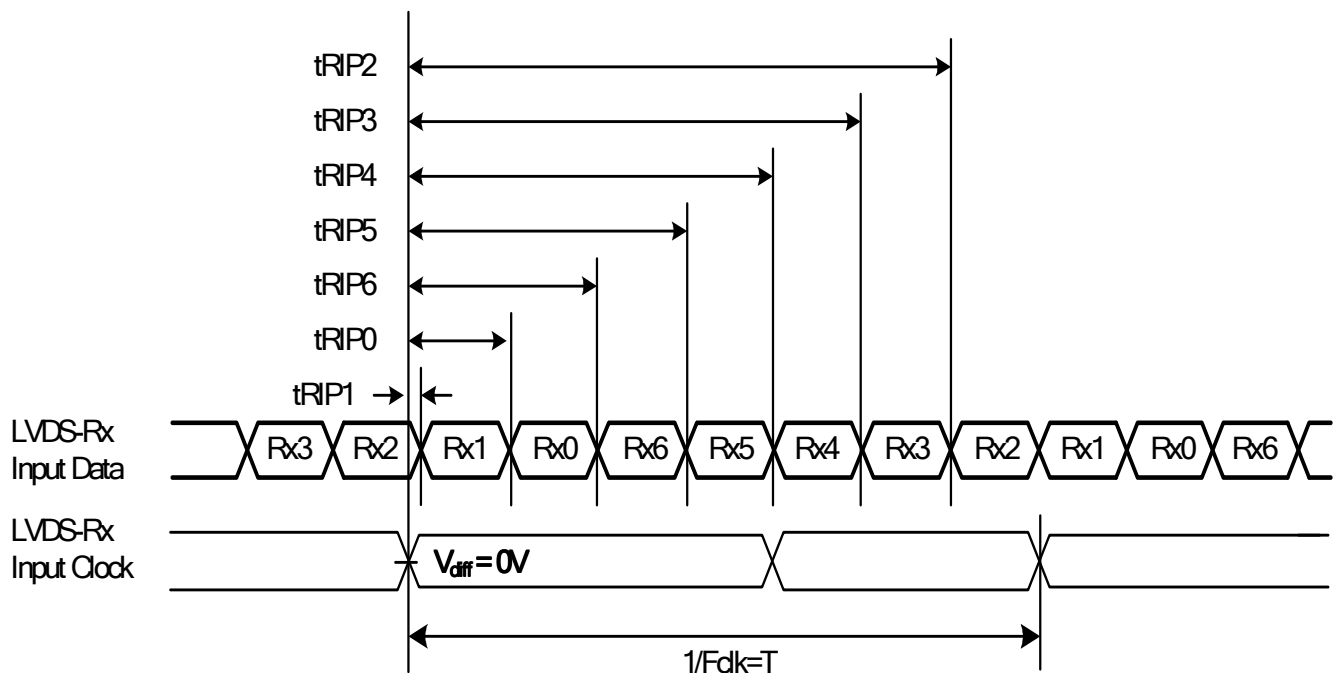 tRIP2
tRIP3
tRIP4
tRIP5
tRIP6
tRIP0
tRIP1
LVDS-Rx
Input Data
Rx3 Rx2 Rx1 Rx0 Rx6 Rx5 Rx4 Rx3 Rx2 Rx1 Rx0 Rx6
LVDS-Rx
Input Clock
Vdiff = 0V
1/Fclk=T